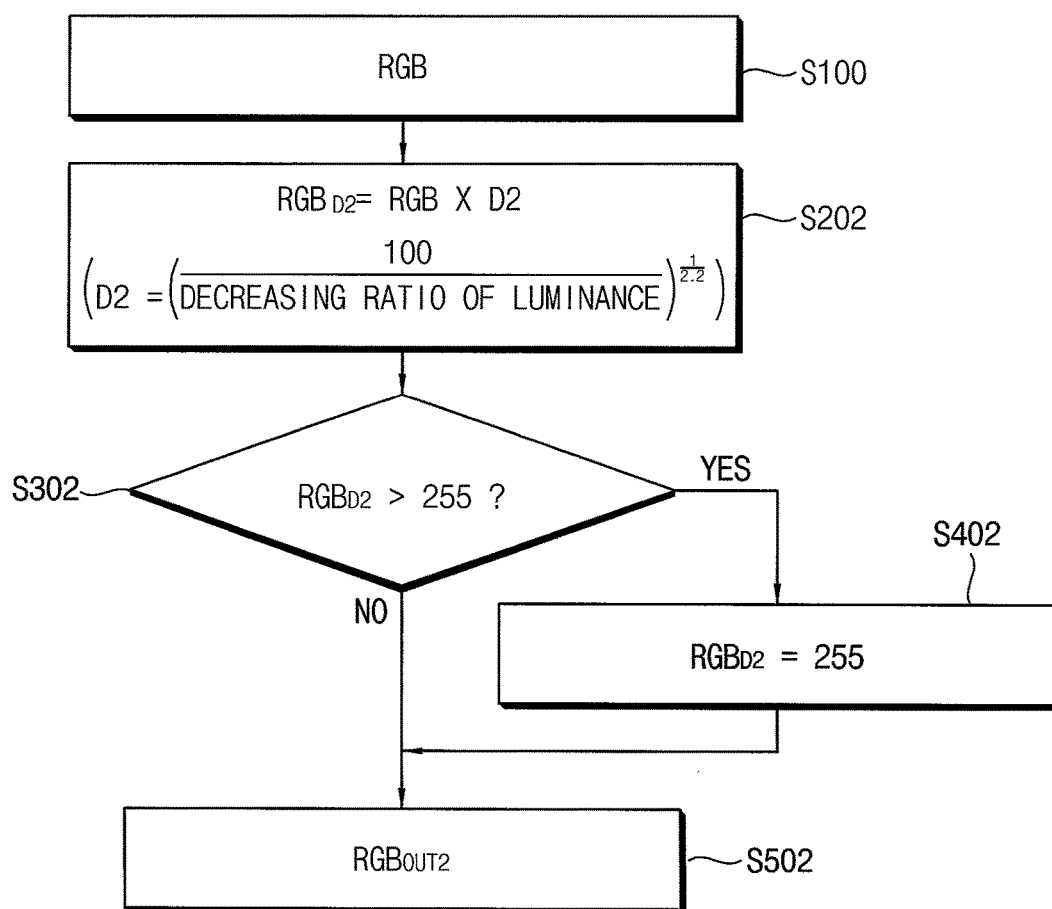 RGB
S100
RGB D2= RGB X D2
S202
(D2 =(100/DECREASING RATIO OF LUMINANCE)^1/2.2)
S302
RGBD2 > 255 ?
YES
S402
NO
RGBD2 = 255
RGBOUT2
S502